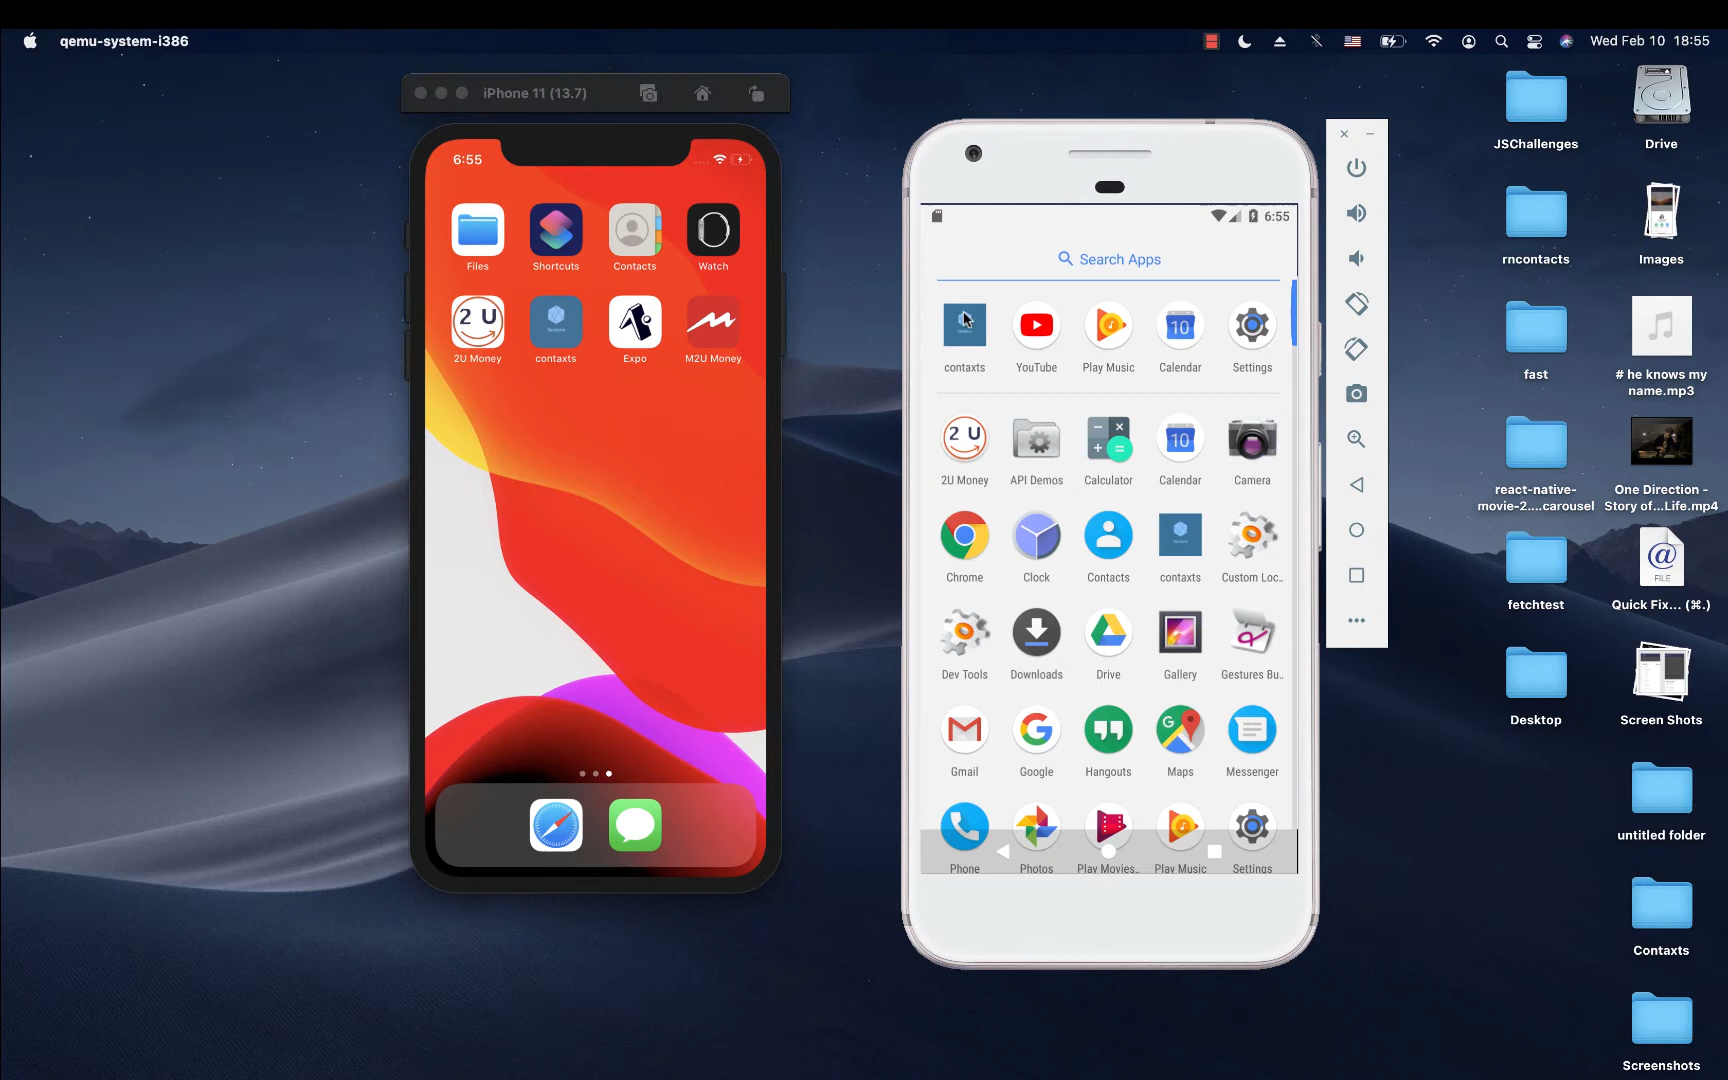 qemu-system-i386
Wed Feb 10 18:55
iPhone 11 (13.7)
6:55
Files
Shortcuts
Contacts
Watch
2 U
2U Money
contaxts
Expo
M2U Money
6:55
Search Apps
contaxts
YouTube
Play Music
10
Calendar
Settings
2 U
2U Money
API Demos
Calculator
10
Calendar
Camera
Chrome
Clock
Contacts
contaxts
Custom Loc..
Dev Tools
Downloads
Drive
Gallery
Gestures Bu..
Gmail
Google
Hangouts
Maps
Messenger
Phone
Photos
Play Movies..
Play Music
Settings
JSChallenges
Drive
rncontacts
Images
fast
# he knows my
name.mp3
react-native-
movie-2....carousel
One Direction -
Story of...Life.mp4
FILE
fetchtest
Quick Fix... (⌘.)
Desktop
Screen Shots
untitled folder
Contaxts
Screenshots